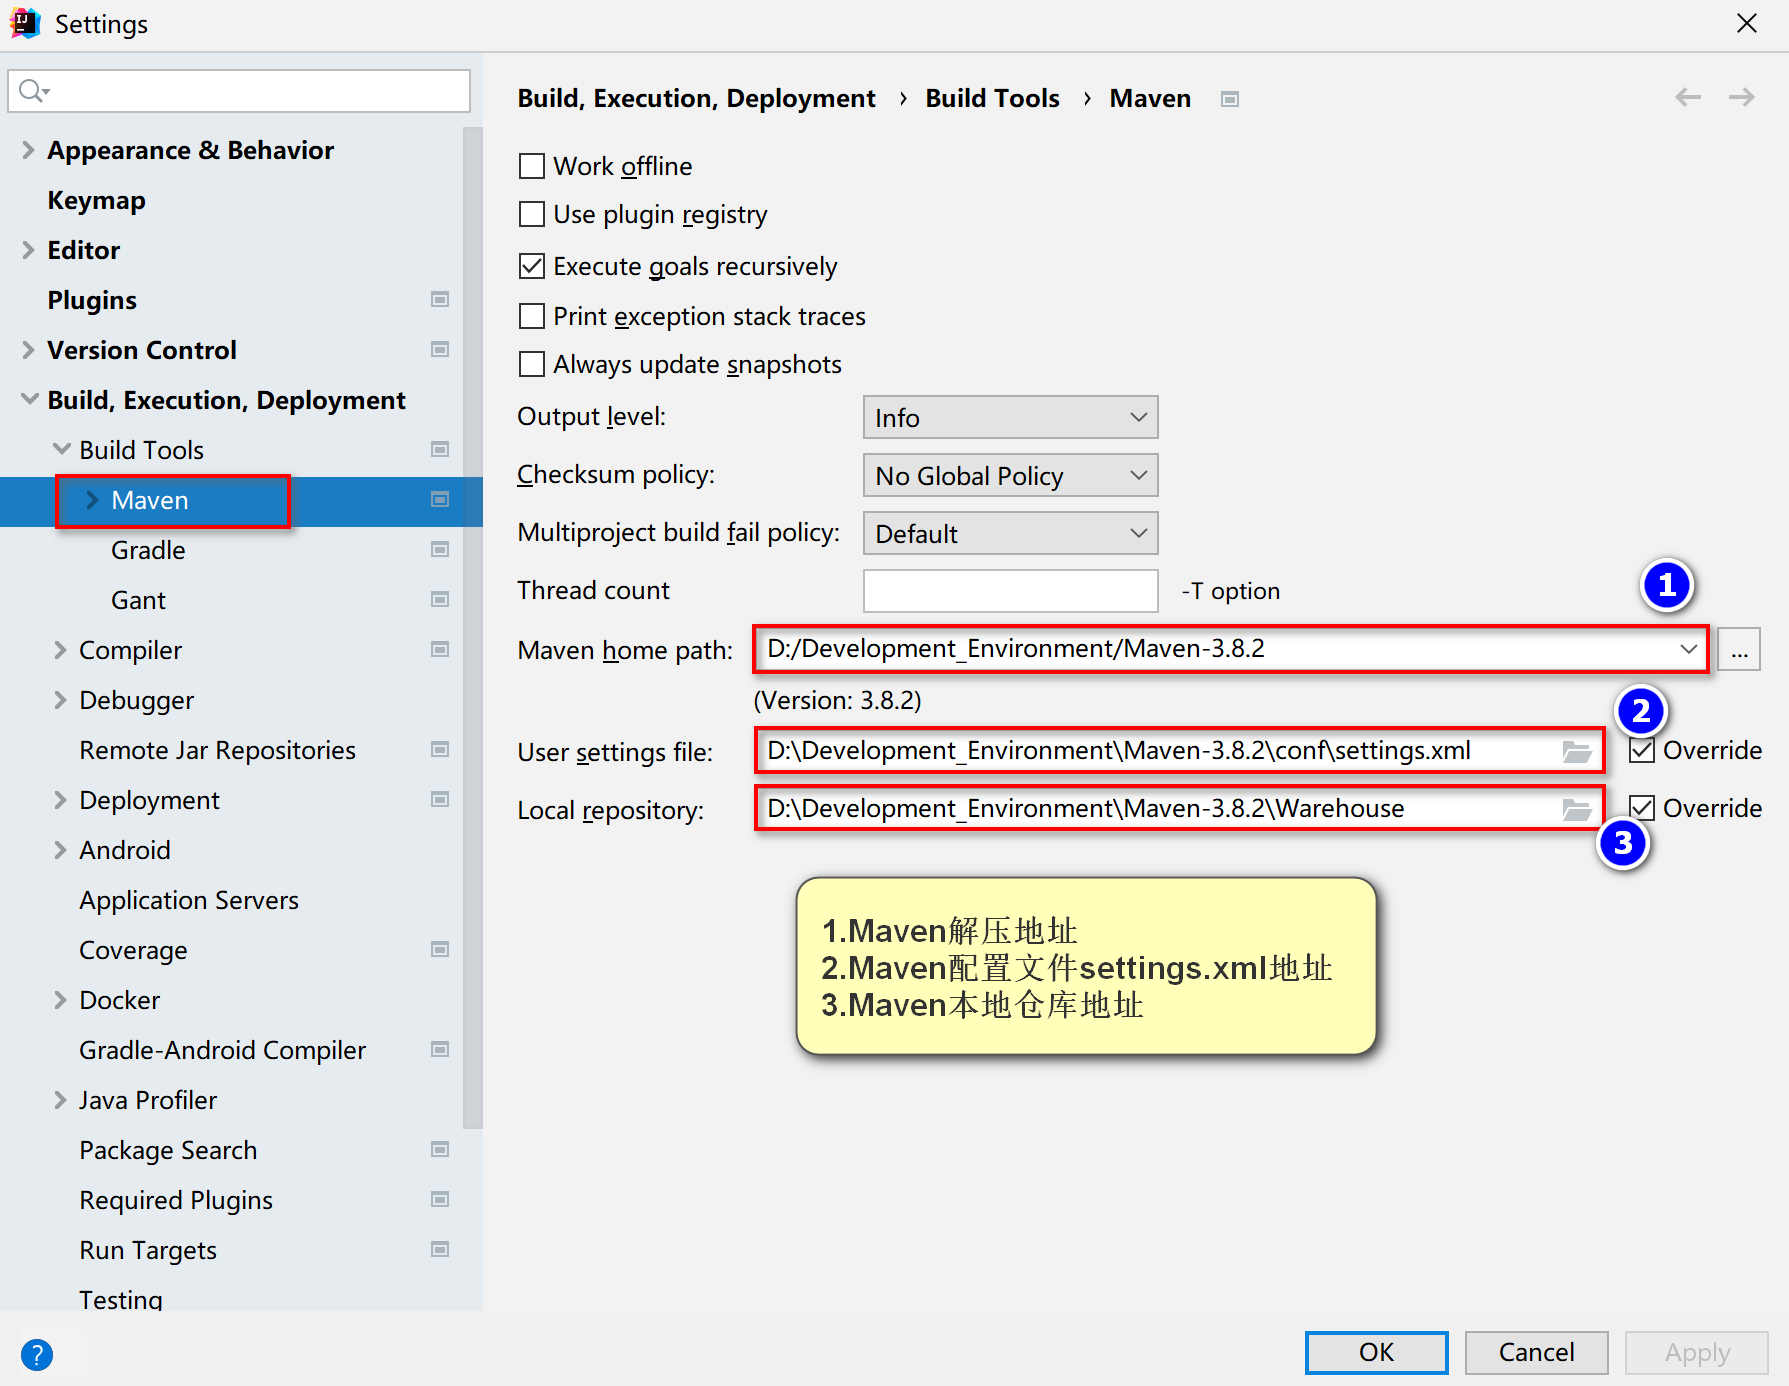 Settings
Appearance & Behavior
Keymap
Editor
Plugins
Version Control
Build, Execution, Deployment
Build Tools
Maven
Gradle
Gant
Compiler
Debugger
Remote Jar Repositories
Deployment
Android
Application Servers
Coverage
Docker
Gradle-Android Compiler
Java Profiler
Package Search
Required Plugins
Run Targets
Testing
Build, Execution, Deployment › Build Tools › Maven
Work offline
Use plugin registry
Execute goals recursively
Print exception stack traces
Always update snapshots
Output level: Info
Checksum policy: No Global Policy
Multiproject build fail policy: Default
Thread count -T option
1
Maven home path: D:/Development_Environment/Maven-3.8.2 ...
(Version: 3.8.2)
2
User settings file: D:\Development_Environment\Maven-3.8.2\conf\settings.xml Override
Local repository: D:\Development_Environment\Maven-3.8.2\Warehouse Override
3
1.Maven解压地址
2.Maven配置文件settings.xml地址
3.Maven本地仓库地址
? OK Cancel Apply